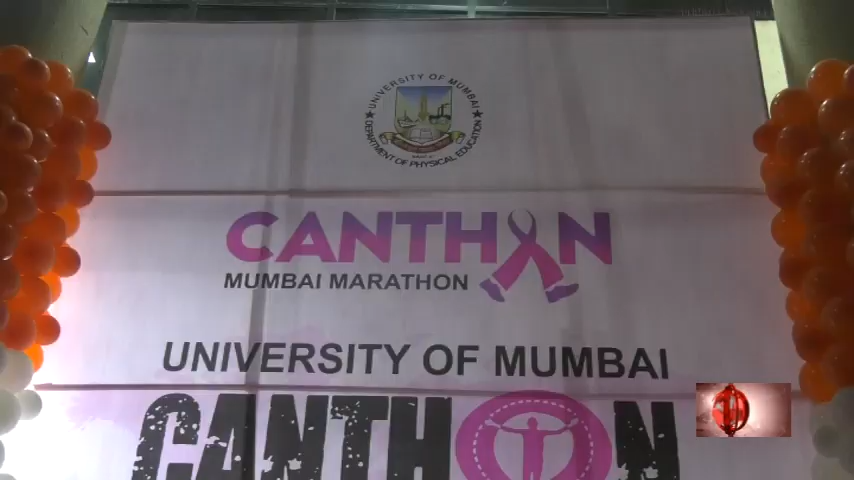 UNIVERSITY OF MUMBAI
DEPARTMENT OF PHYSICAL EDUCATION
CANTHON
MUMBAI MARATHON
UNIVERSITY OF MUMBAI
CANTHON